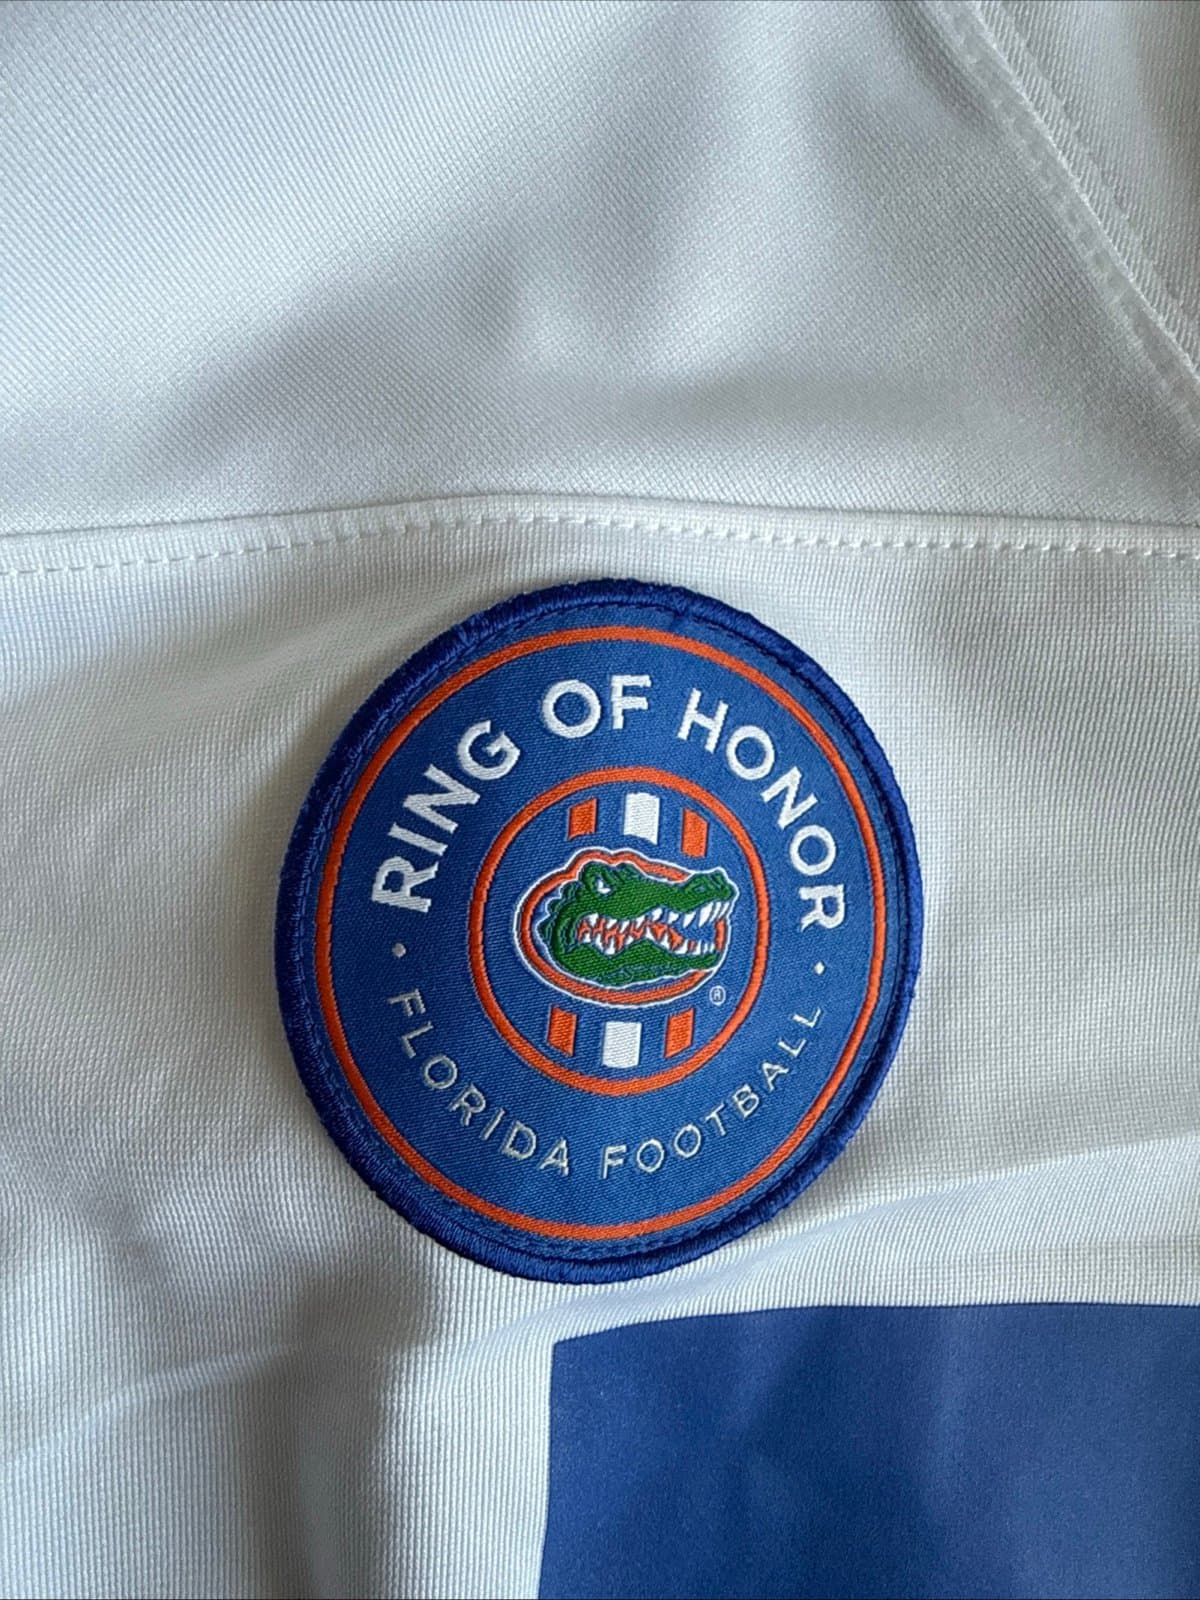 RING OF HONOR
· FLORIDA FOOTBALL ·
®